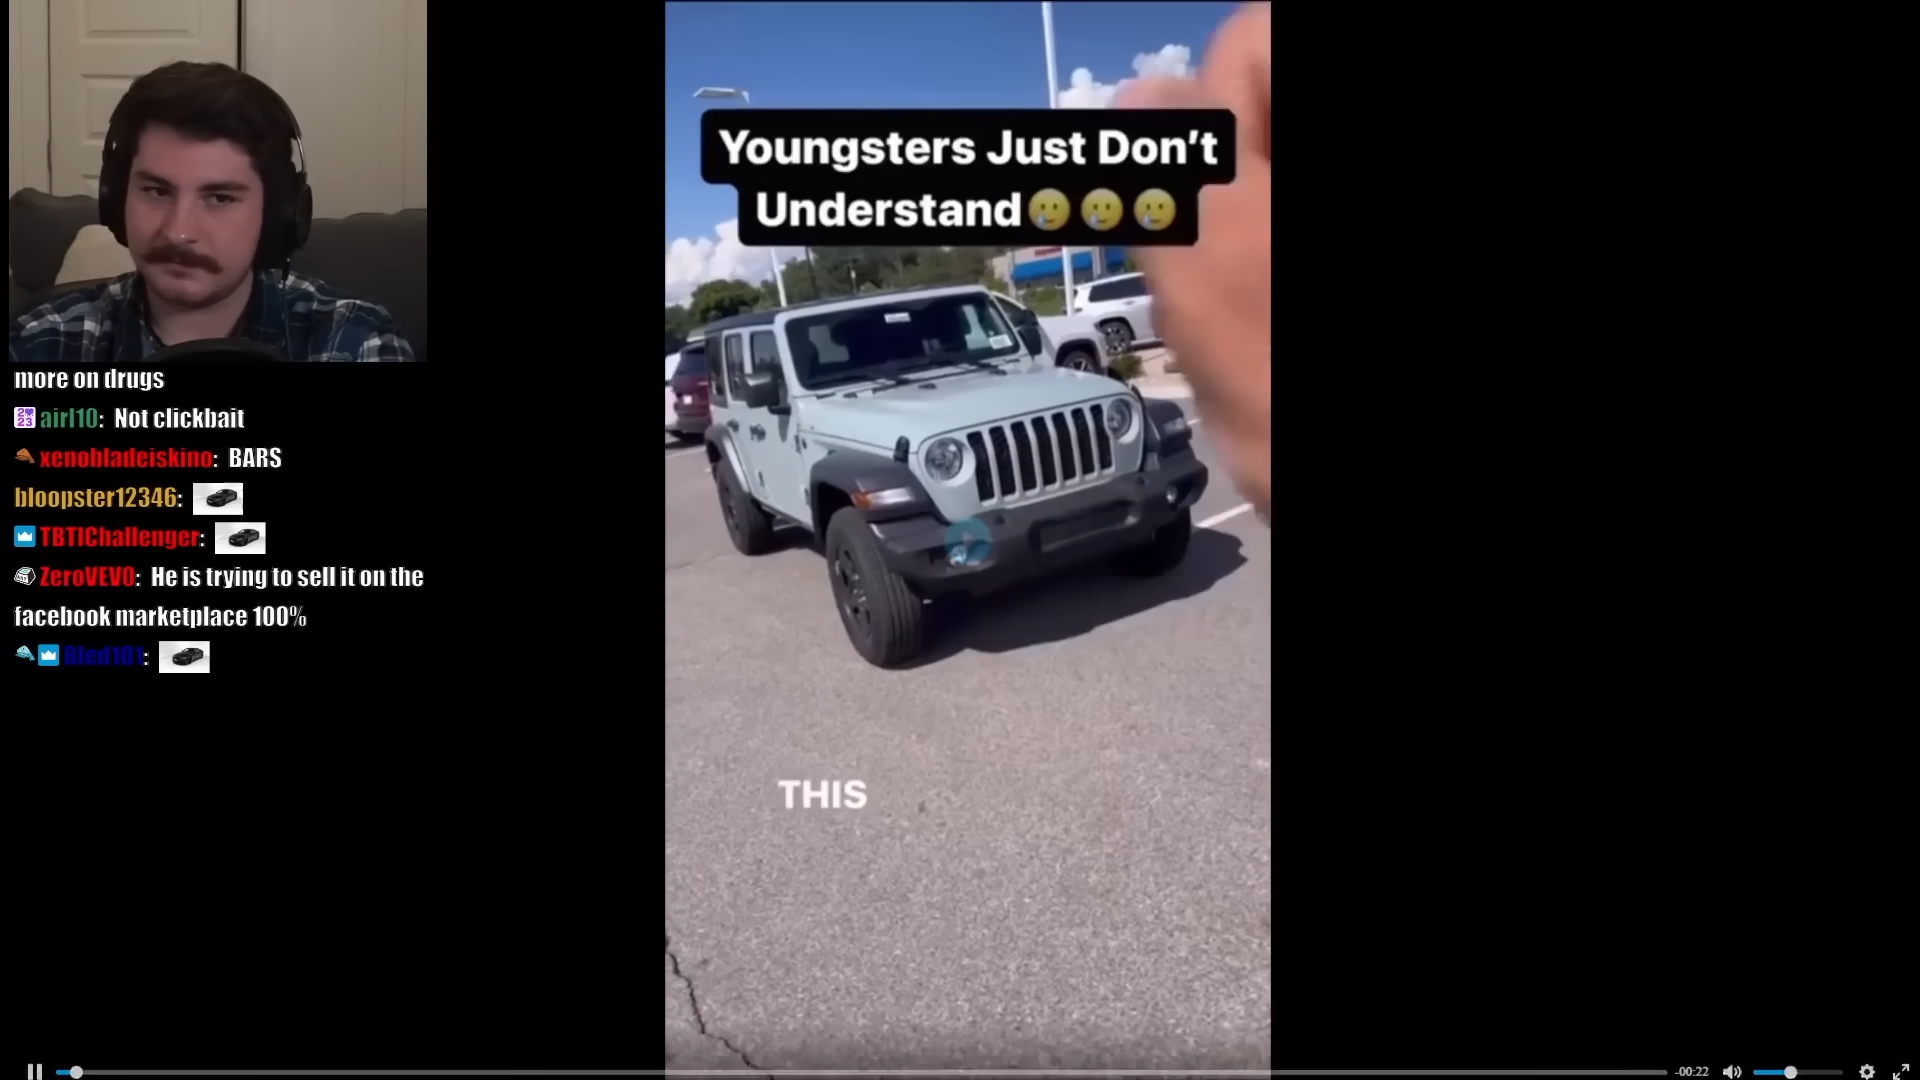 Youngsters Just Don't
Understand🥲🥲🥲
more on drugs
airl10: Not clickbait
xenobladeiskino: BARS
bloopster12346:
TBTIChallenger:
ZeroVEVO: He is trying to sell it on the
facebook marketplace 100%
Bled101:
THIS
-00:22